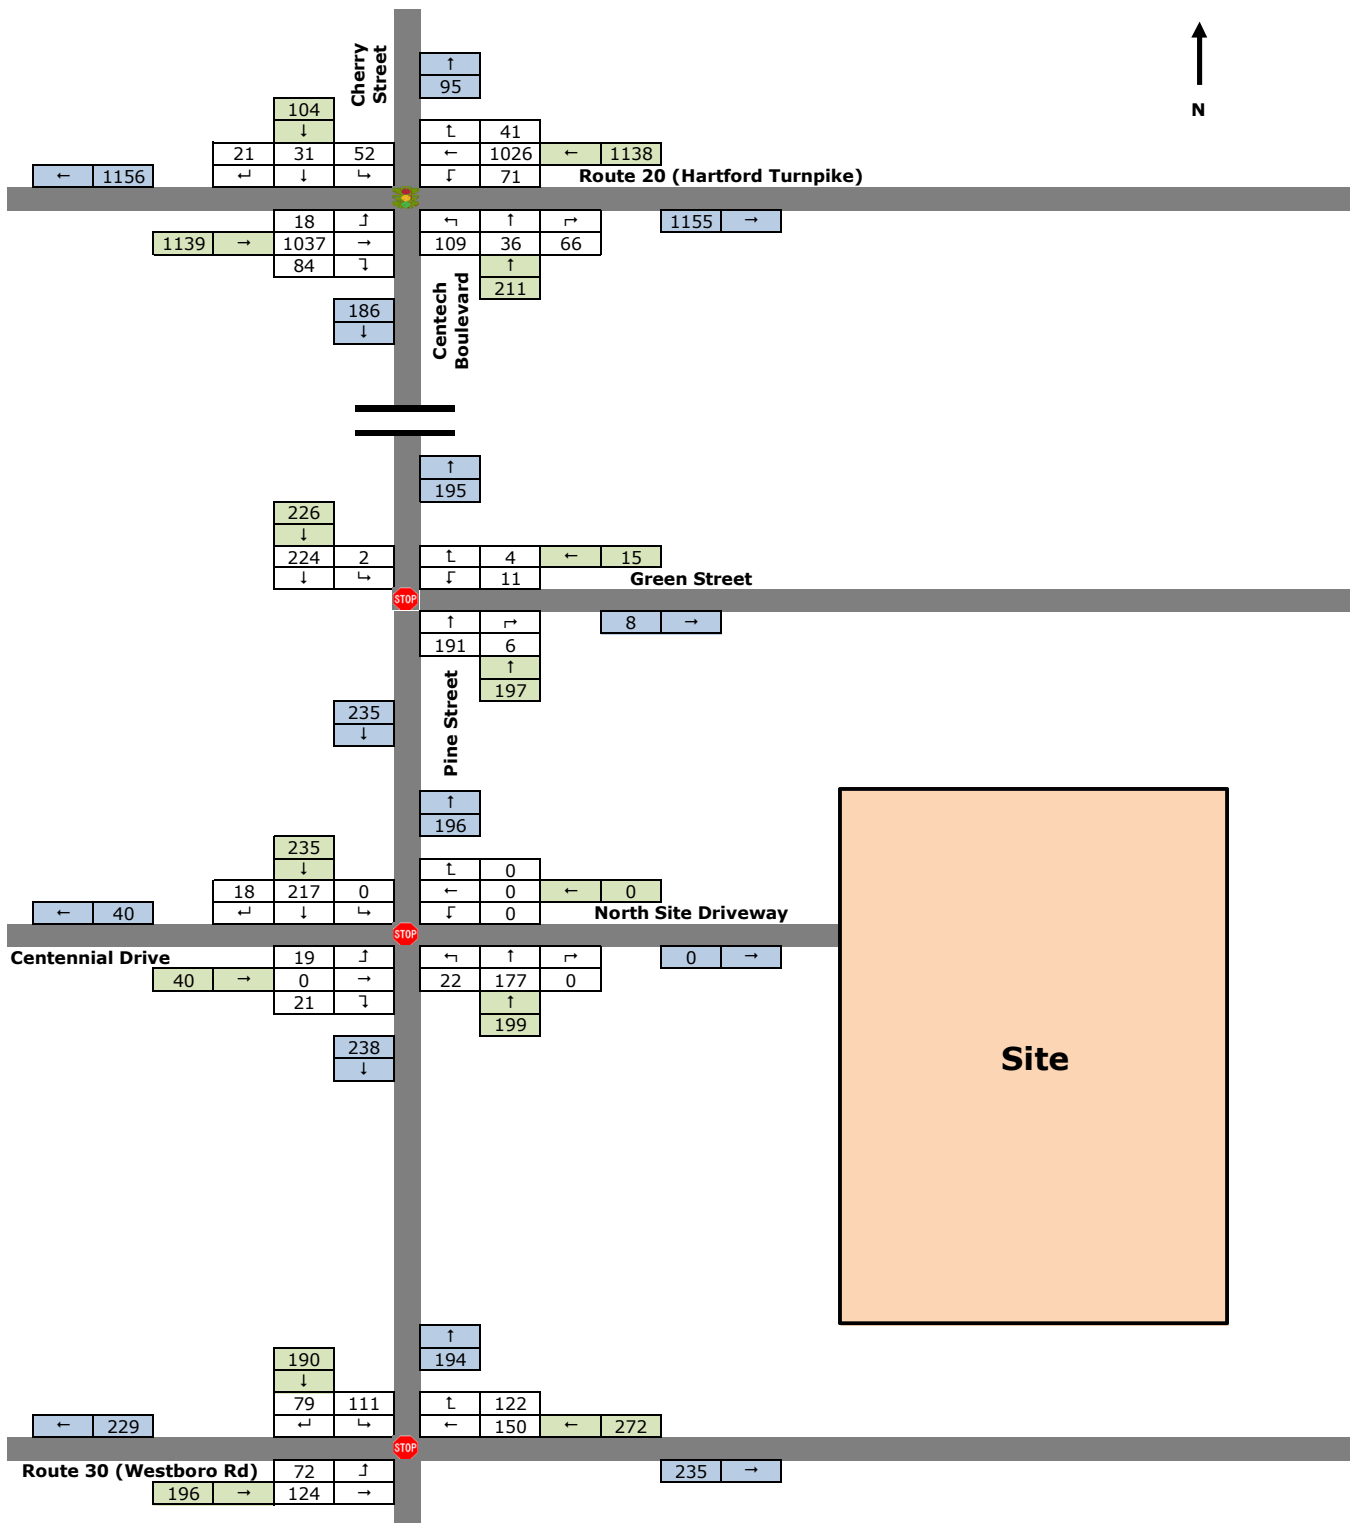 Cherry
Street
↑
95
N
104
↓
21 31 52
↵ ↓ ↳
← 1156
↑ 41
← 1026 ← 1138
↓ 71
Route 20 (Hartford Turnpike)
18 ↑
1139 → 1037 →
84 ↓
↰ ↑ ↱
109 36 66
↑
211
1155 →
186
↓
Centech
Boulevard
↑
195
226
↓
224 2
↓ ↳
4 ← 15
11
Green Street
STOP
↑ ↱
191 6
↑
197
8 →
235
↓
Pine Street
↑
196
235
↓
18 217 0
↵ ↓ ↳
← 40
0
← 0 ← 0
0
North Site Driveway
STOP
Centennial Drive
19
40 → 0 →
21
↰ ↑ ↱
22 177 0
↑
199
0 →
238
↓
Site
↑
194
190
↓
79 111
↵ ↳
← 229
122
← 150 ← 272
STOP
Route 30 (Westboro Rd)
72
196 → 124 →
235 →